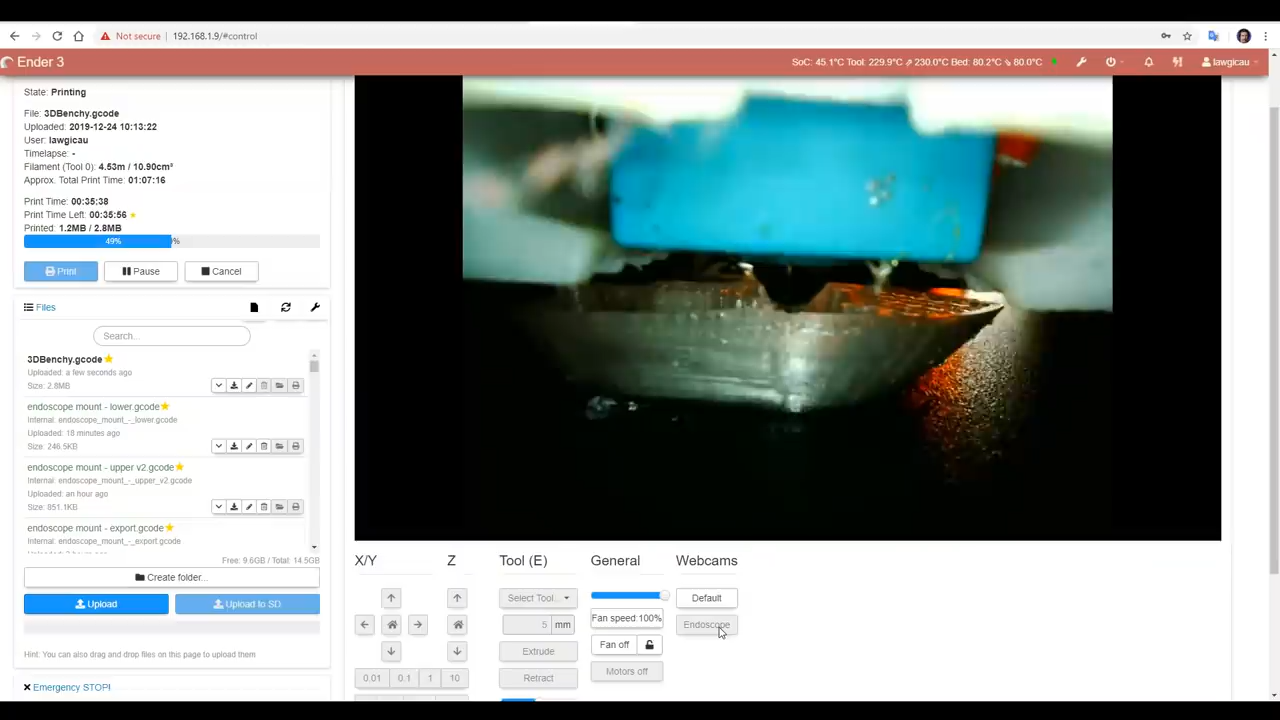 Not secure 192.168.1.9/#control
Ender 3
SoC: 45.1°C Tool: 229.9°C ⇗ 230.0°C Bed: 80.2°C ⇘ 80.0°C
lawgicau
State: Printing
File: 3DBenchy.gcode
Uploaded: 2019-12-24 10:13:22
User: lawgicau
Timelapse: -
Filament (Tool 0): 4.53m / 10.90cm³
Approx. Total Print Time: 01:07:16
Print Time: 00:35:38
Print Time Left: 00:35:56
Printed: 1.2MB / 2.8MB
49%
Print Pause Cancel
Files
Search...
3DBenchy.gcode
Uploaded: a few seconds ago
Size: 2.8MB
endoscope mount - lower.gcode
Internal: endoscope_mount_-_lower.gcode
Uploaded: 18 minutes ago
Size: 246.5KB
endoscope mount - upper v2.gcode
Internal: endoscope_mount_-_upper_v2.gcode
Uploaded: an hour ago
Size: 851.1KB
endoscope mount - export.gcode
Internal: endoscope_mount_-_export.gcode
Free: 9.6GB / Total: 14.5GB
Create folder...
Upload Upload to SD
Hint: You can also drag and drop files on this page to upload them
Emergency STOP!
X/Y Z Tool (E) General Webcams
Select Tool... Default
5 mm Fan speed:100% Endoscope
Fan off
Extrude
Motors off
0.01 0.1 1 10 Retract